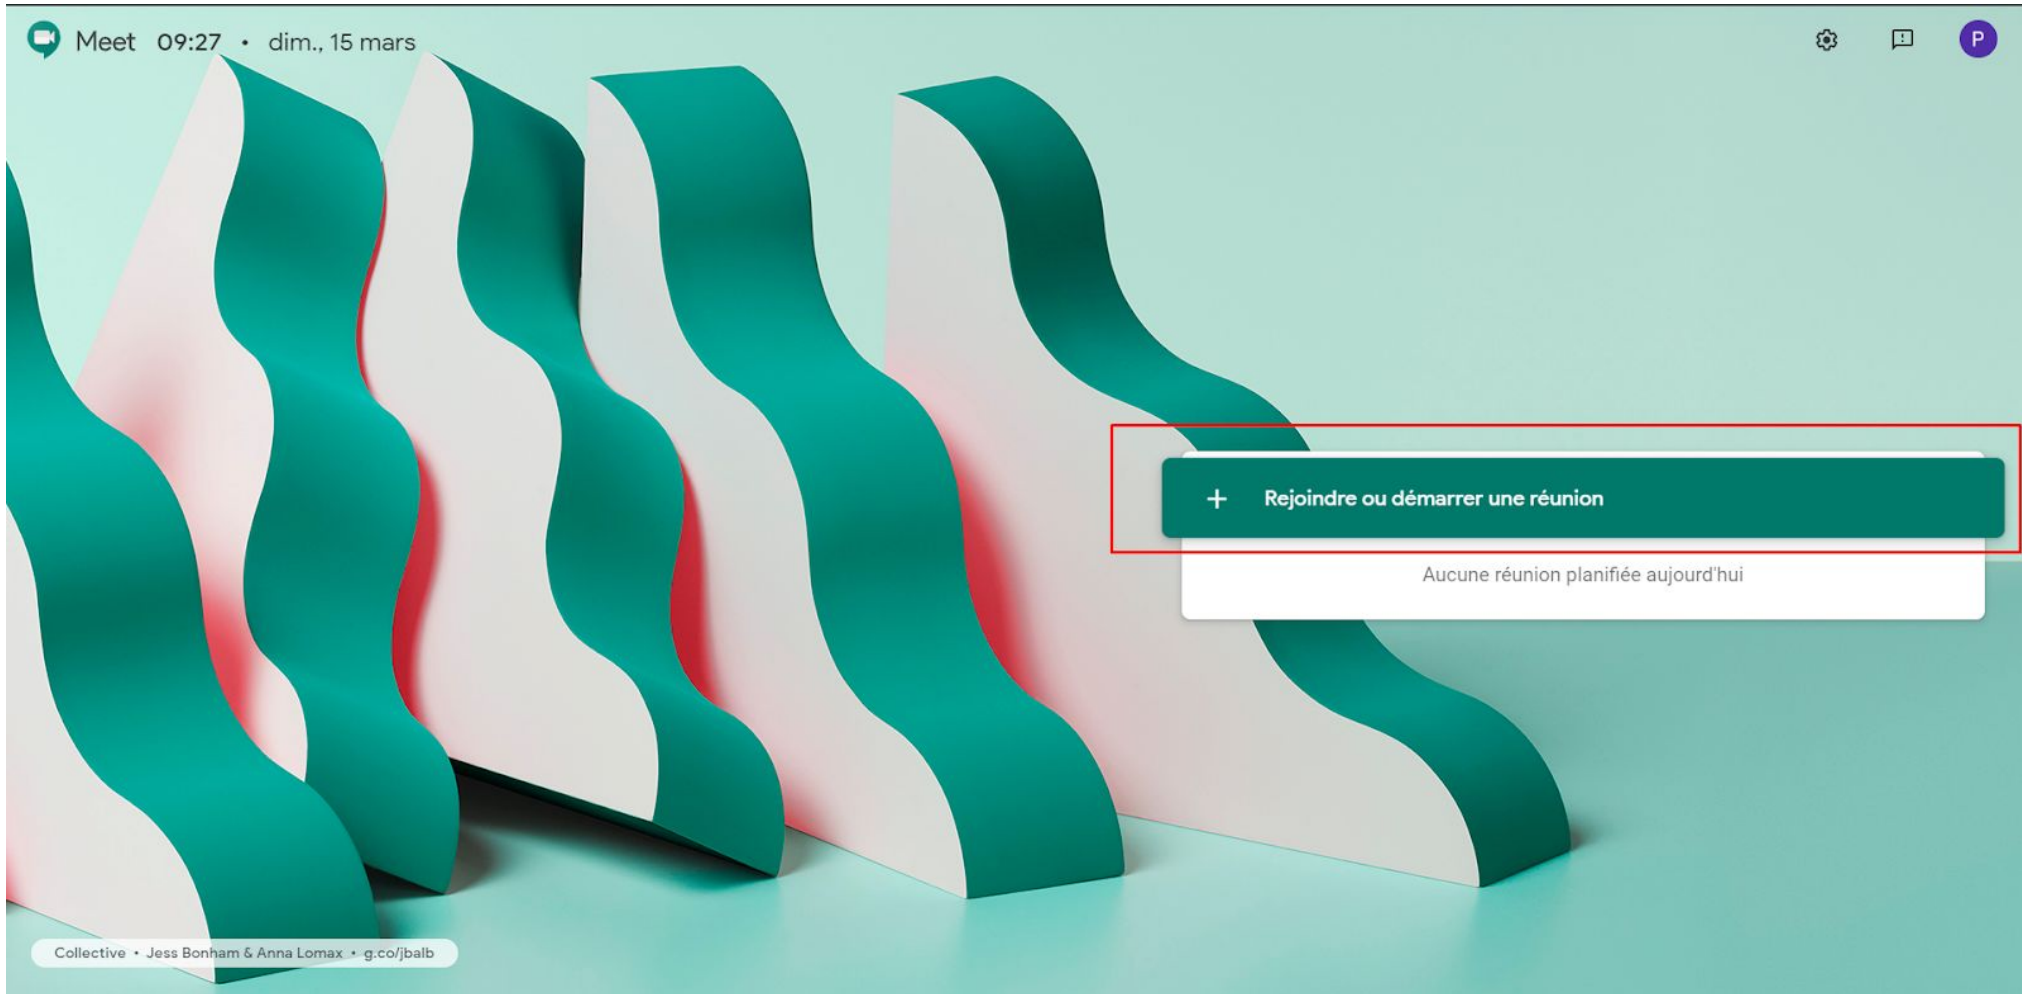 Meet 09:27 • dim., 15 mars
P
+ Rejoindre ou démarrer une réunion
Aucune réunion planifiée aujourd'hui
Collective • Jess Bonham & Anna Lomax • g.co/jbalb